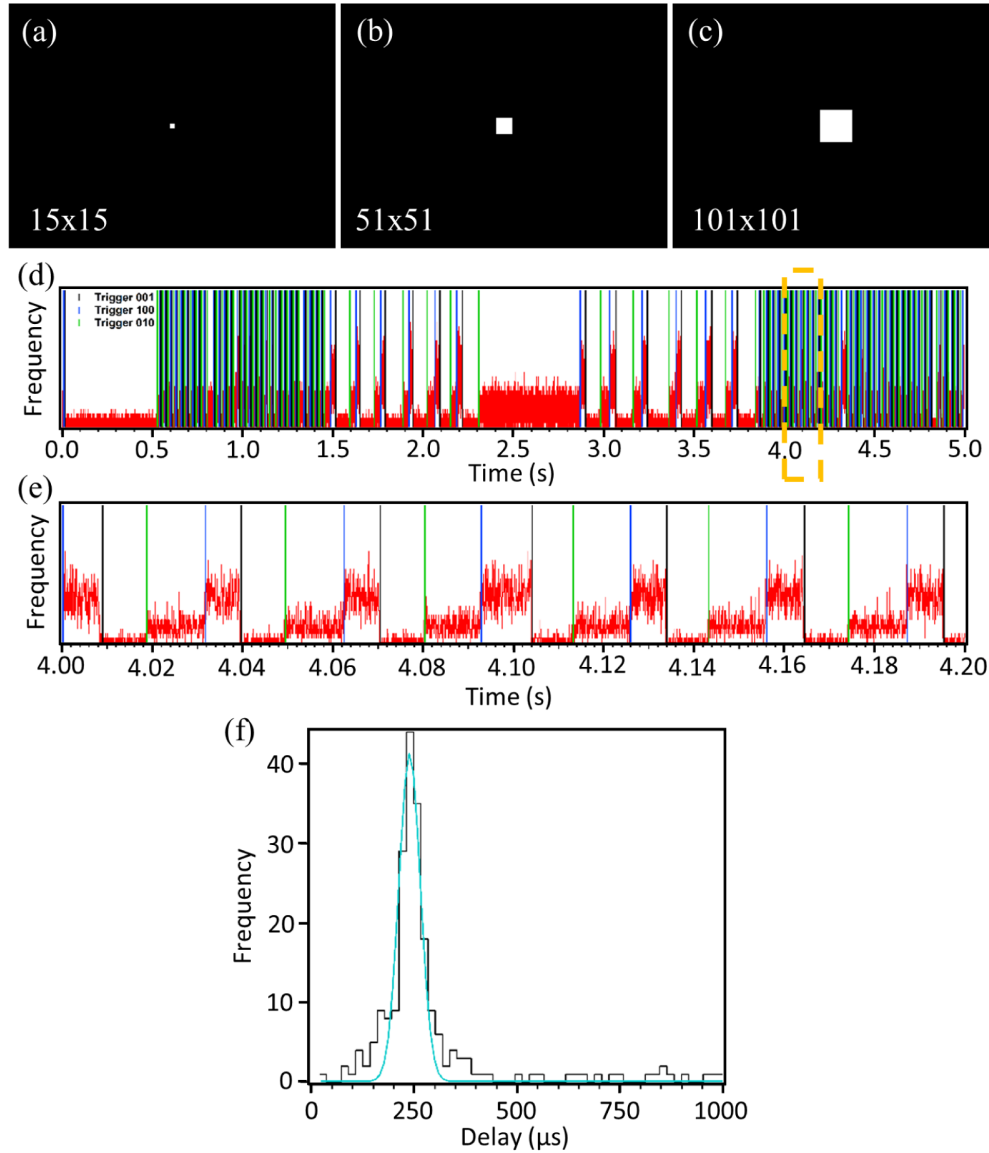 (a) (b) (c)
15x15 51x51 101x101
(d)
Trigger 001
Trigger 100
Trigger 010
Frequency
0.0 0.5 1.0 1.5 2.0 2.5 3.0 3.5 4.0 4.5 5.0
Time (s)
(e)
Frequency
4.00 4.02 4.04 4.06 4.08 4.10 4.12 4.14 4.16 4.18 4.20
Time (s)
(f)
Frequency
40
30
20
10
0
0 250 500 750 1000
Delay (µs)